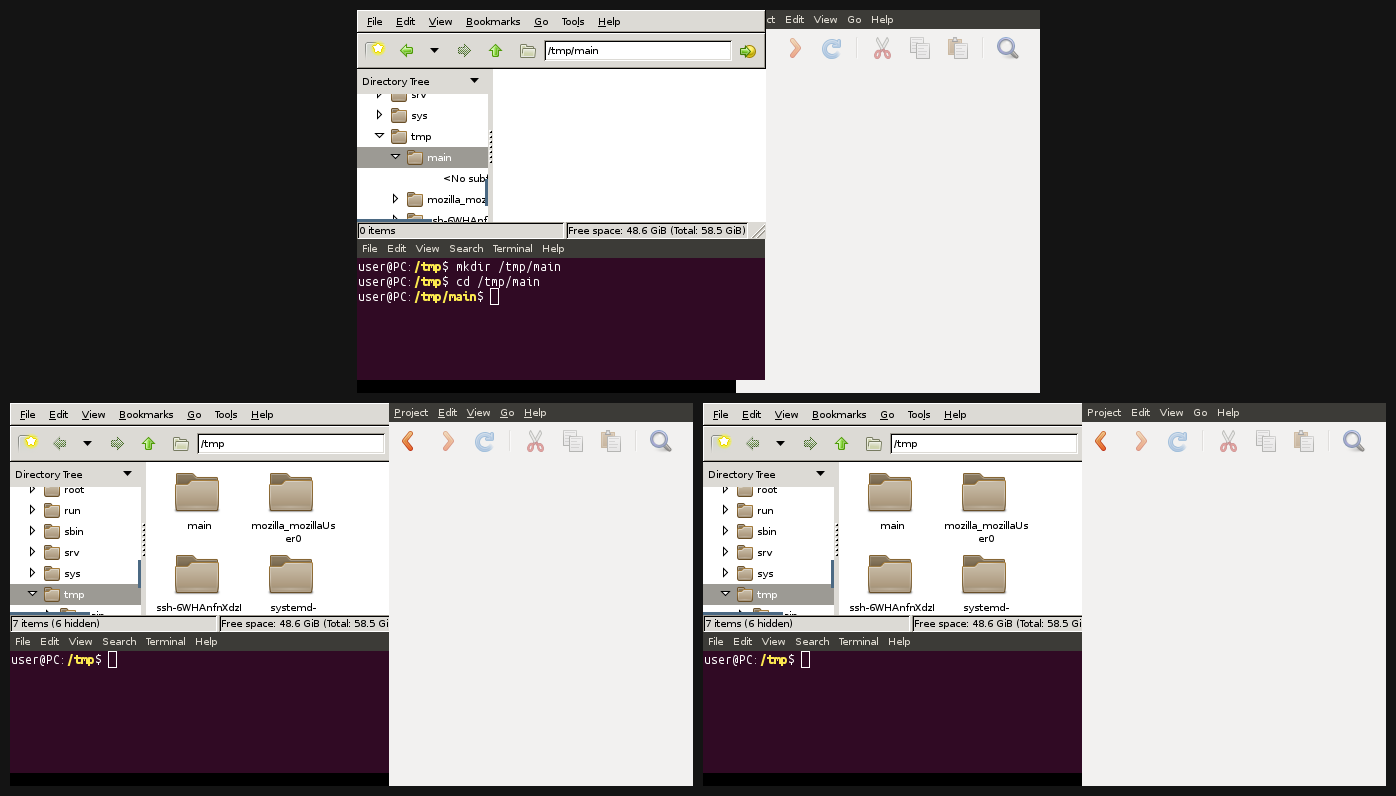 File Edit View Bookmarks Go Tools Help
Edit View Go Help
/tmp/main
Directory Tree
srv
sys
tmp
main
<No sub
mozilla_moz
ssh-6WHAnf
0 items
Free space: 48.6 GiB (Total: 58.5 GiB)
File Edit View Search Terminal Help
user@PC:/tmp$ mkdir /tmp/main
user@PC:/tmp$ cd /tmp/main
user@PC:/tmp/main$
File Edit View Bookmarks Go Tools Help
Project Edit View Go Help
/tmp
Directory Tree
root
run
sbin
srv
sys
tmp
main
mozilla_mozillaUs
er0
ssh-6WHAnfnXdzI
systemd-
7 items (6 hidden)
Free space: 48.6 GiB (Total: 58.5 Gi
File Edit View Search Terminal Help
user@PC:/tmp$
File Edit View Bookmarks Go Tools Help
Project Edit View Go Help
/tmp
Directory Tree
root
run
sbin
srv
sys
tmp
main
mozilla_mozillaUs
er0
ssh-6WHAnfnXdzI
systemd-
7 items (6 hidden)
Free space: 48.6 GiB (Total: 58.5 Gi
File Edit View Search Terminal Help
user@PC:/tmp$